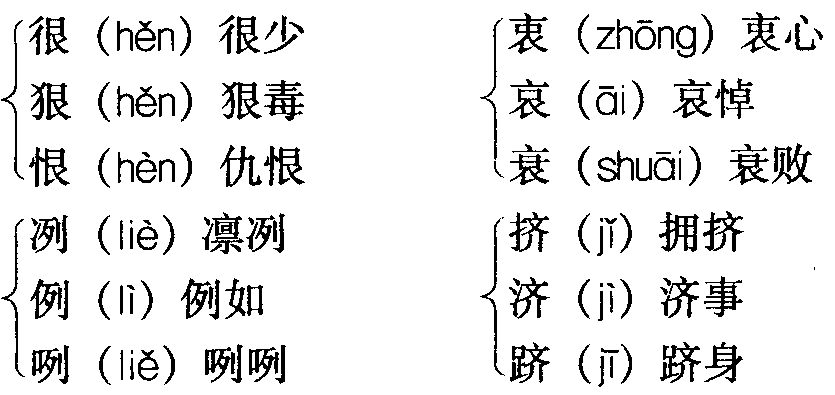 很（hěn）很少
狠（hěn）狠毒
恨（hèn）仇恨
衷（zhōng）衷心
哀（āi）哀悼
衰（shuāi）衰败
冽（liè）凛冽
例（lì）例如
咧（liě）咧咧
挤（jǐ）拥挤
济（jì）济事
跻（jī）跻身